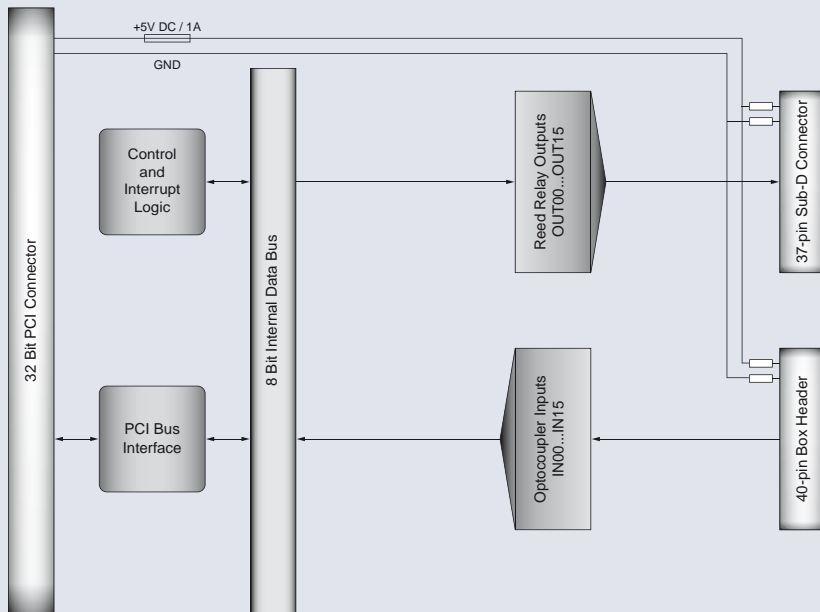 +5V DC / 1A
GND
32 Bit PCI Connector
Control
and
Interrupt
Logic
PCI Bus
Interface
8 Bit Internal Data Bus
Reed Relay Outputs
OUT00...OUT15
Optocoupler Inputs
IN00...IN15
37-pin Sub-D Connector
40-pin Box Header